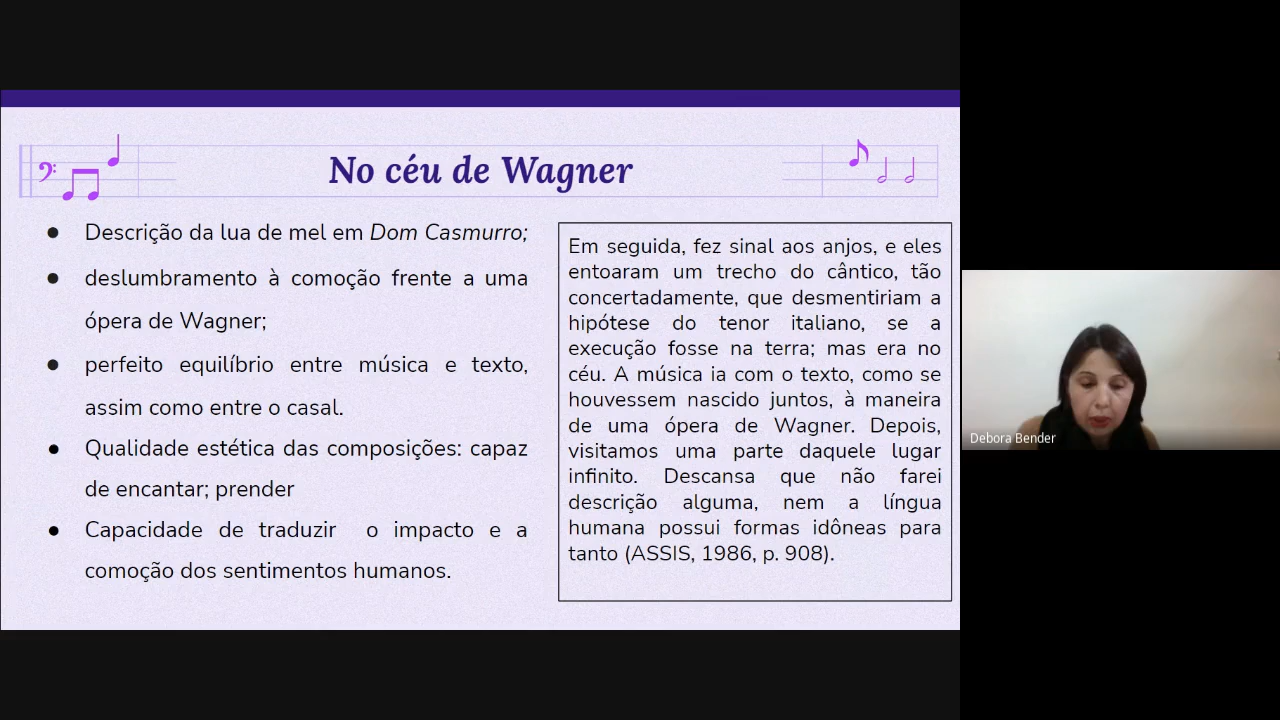 No céu de Wagner
● Descrição da lua de mel em Dom Casmurro;
● deslumbramento à comoção frente a uma
ópera de Wagner;
● perfeito equilíbrio entre música e texto,
assim como entre o casal.
● Qualidade estética das composições: capaz
de encantar; prender
● Capacidade de traduzir o impacto e a
comoção dos sentimentos humanos.
Em seguida, fez sinal aos anjos, e eles
entoaram um trecho do cântico, tão
concertadamente, que desmentiriam a
hipótese do tenor italiano, se a
execução fosse na terra; mas era no
céu. A música ia com o texto, como se
houvessem nascido juntos, à maneira
de uma ópera de Wagner. Depois,
visitamos uma parte daquele lugar
infinito. Descansa que não farei
descrição alguma, nem a língua
humana possui formas idôneas para
tanto (ASSIS, 1986, p. 908).
Debora Bender